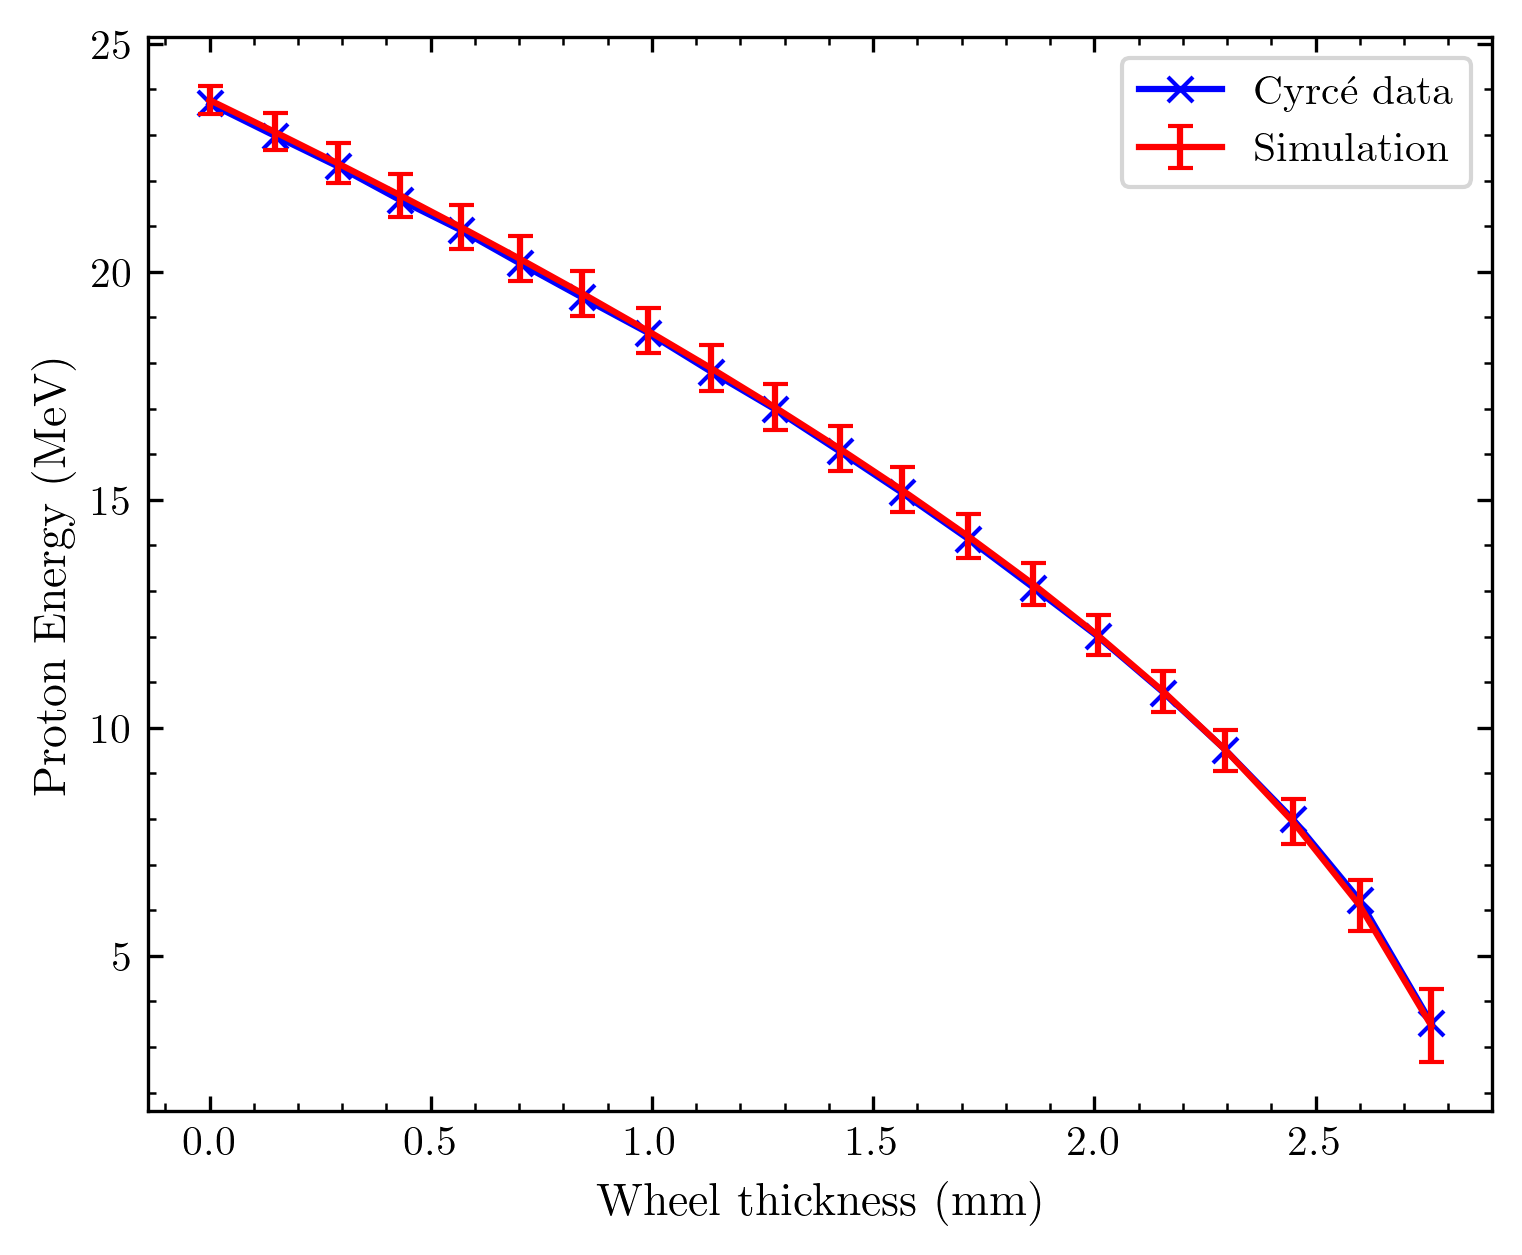 25
20
15
10
5
Proton Energy (MeV)
Cyrcé data
Simulation
0.0 0.5 1.0 1.5 2.0 2.5
Wheel thickness (mm)